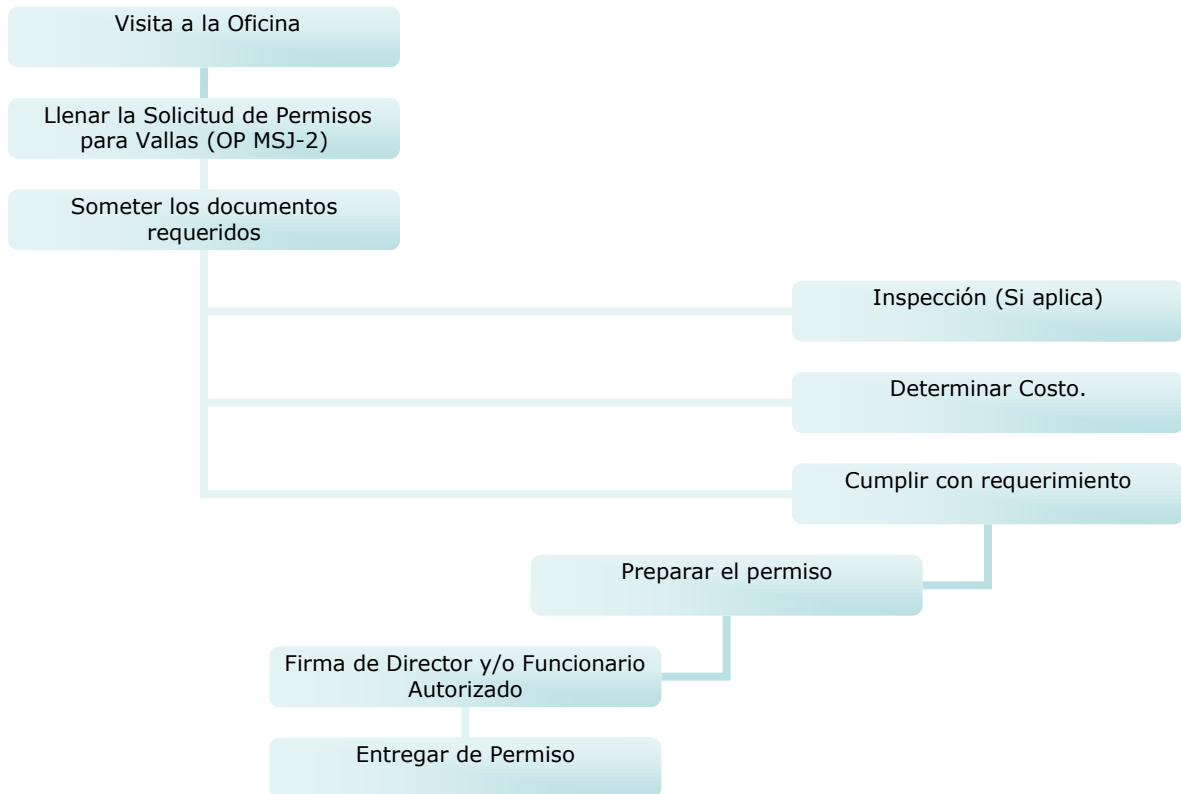 Visita a la Oficina
Llenar la Solicitud de Permisos
para Vallas (OP MSJ-2)
Someter los documentos
requeridos
Inspección (Si aplica)
Determinar Costo.
Cumplir con requerimiento
Preparar el permiso
Firma de Director y/o Funcionario
Autorizado
Entregar de Permiso